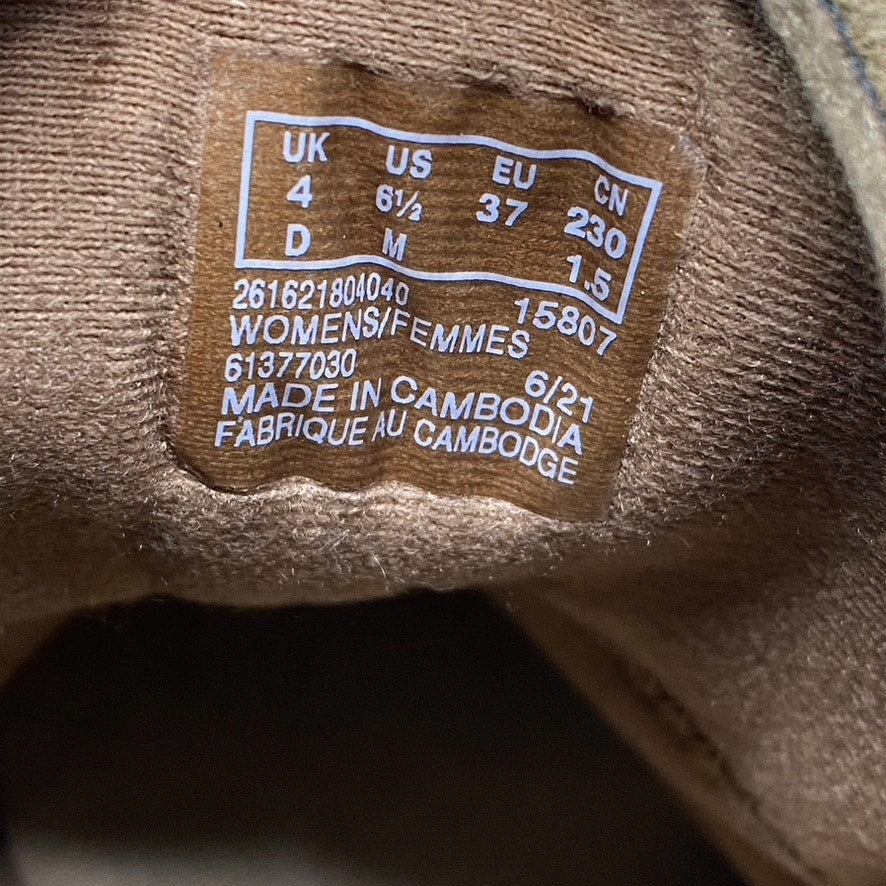 UK US EU CN
4 6½ 37 230
D M 1.5
261621804040 15807
WOMENS/FEMMES
61377030 6/21
MADE IN CAMBODIA
FABRIQUE AU CAMBODGE